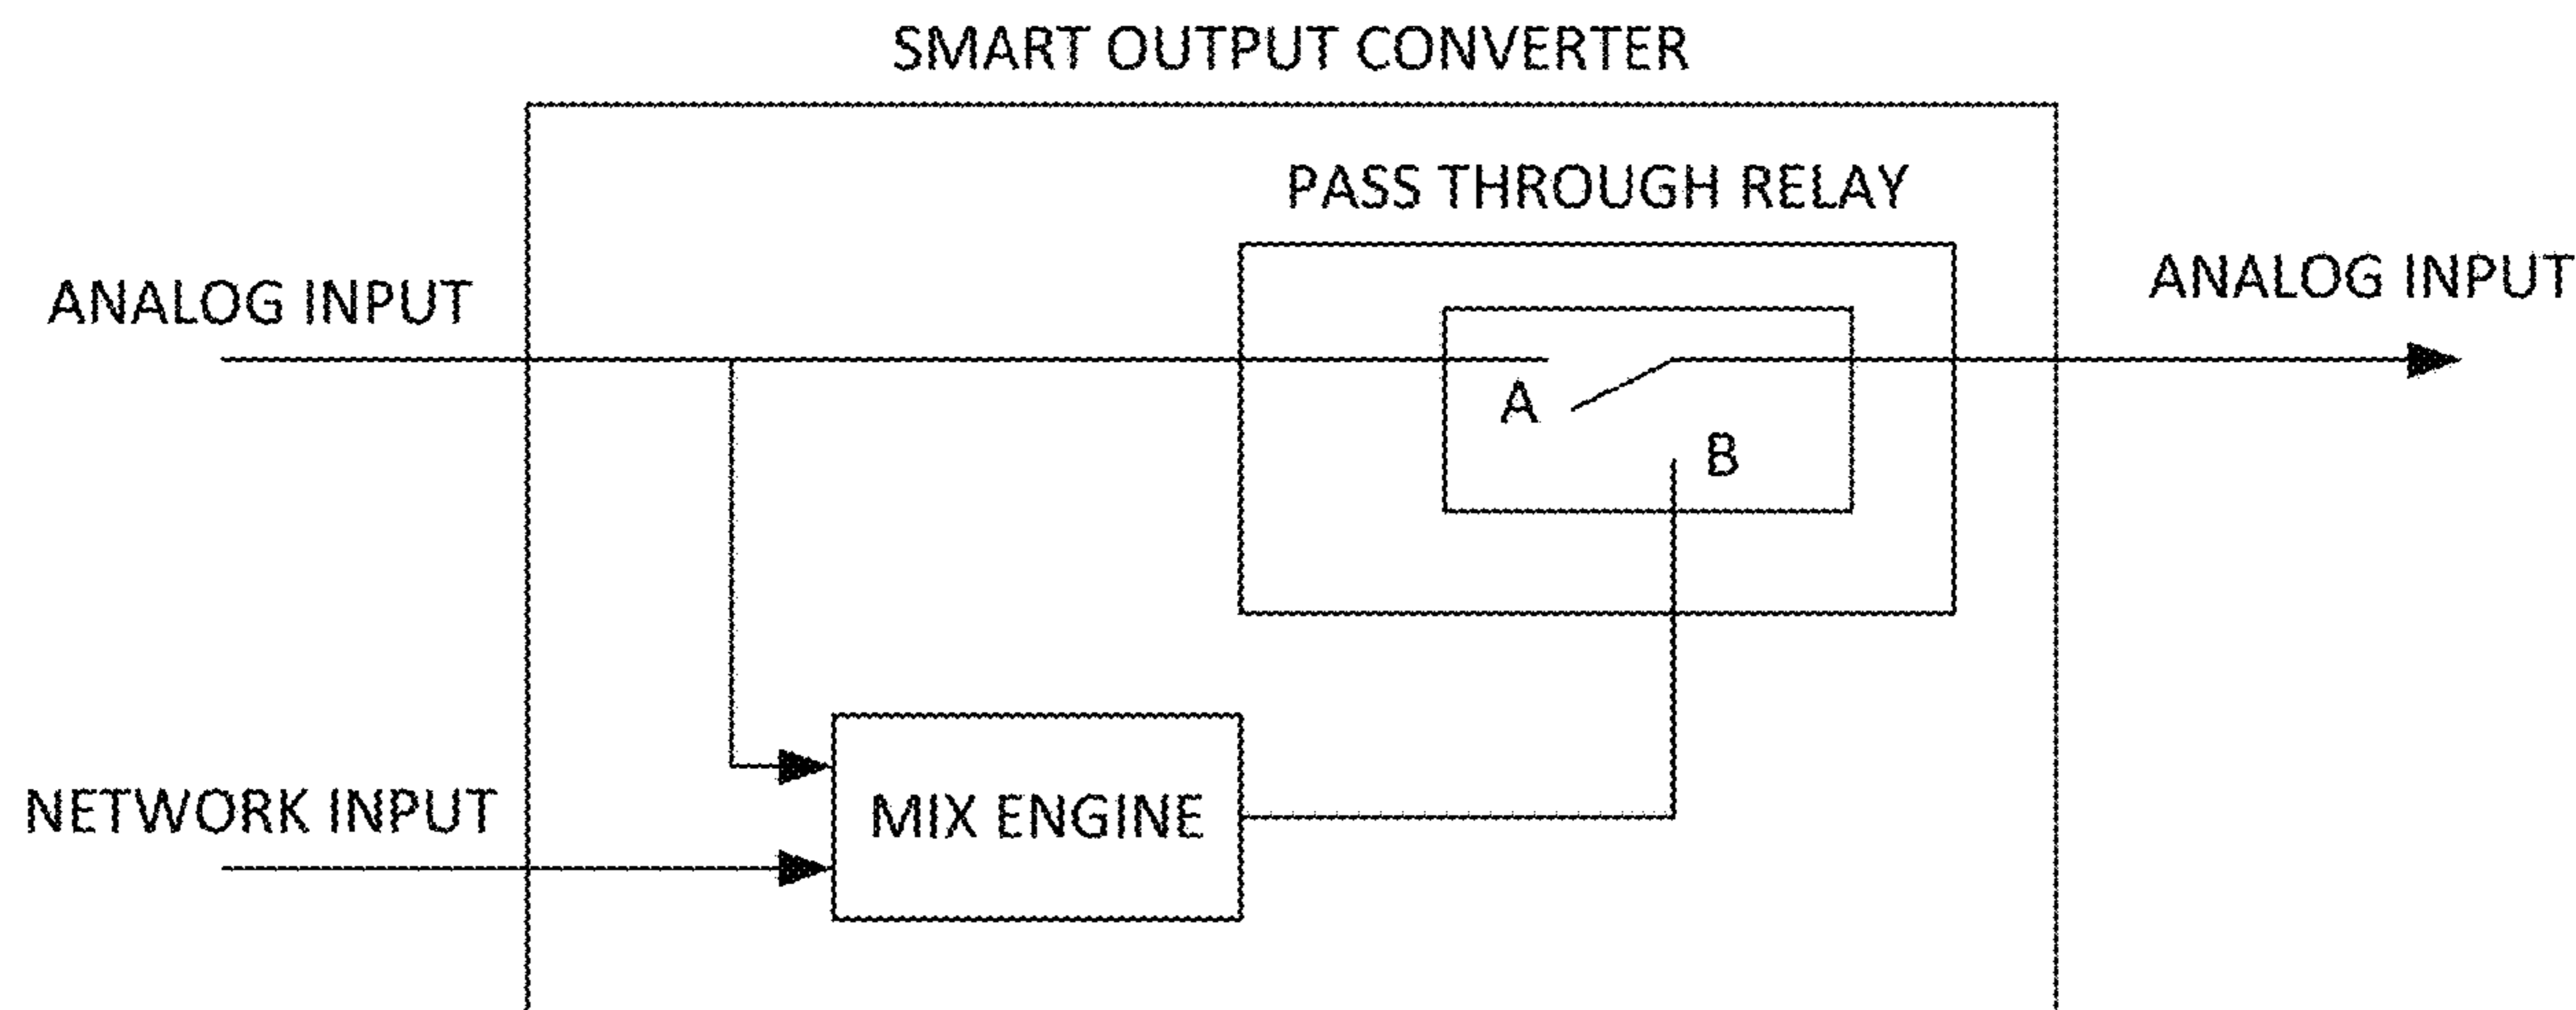 SMART OUTPUT CONVERTER
PASS THROUGH RELAY
ANALOG INPUT
ANALOG INPUT
A
B
MIX ENGINE
NETWORK INPUT